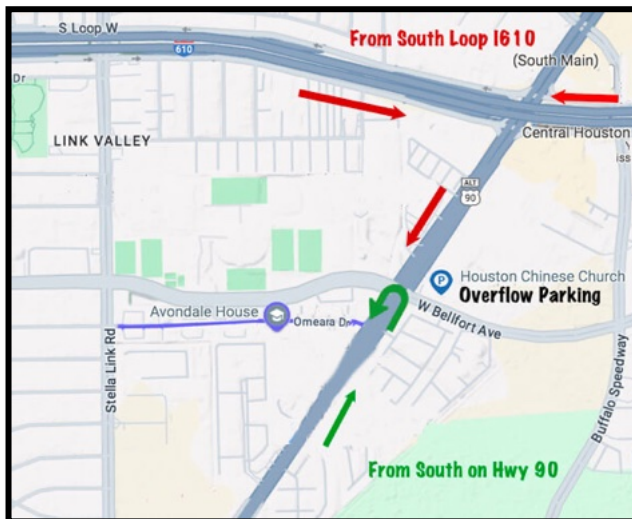 S Loop W
610
From South Loop I610
(South Main)
Dr
LINK VALLEY
Central Houston
iss
ALT
90
P
Houston Chinese Church
Overflow Parking
W Bellfort Ave
Avondale House
Omeara Dr
Stella Link Rd
Buffalo Speedway
From South on Hwy 90